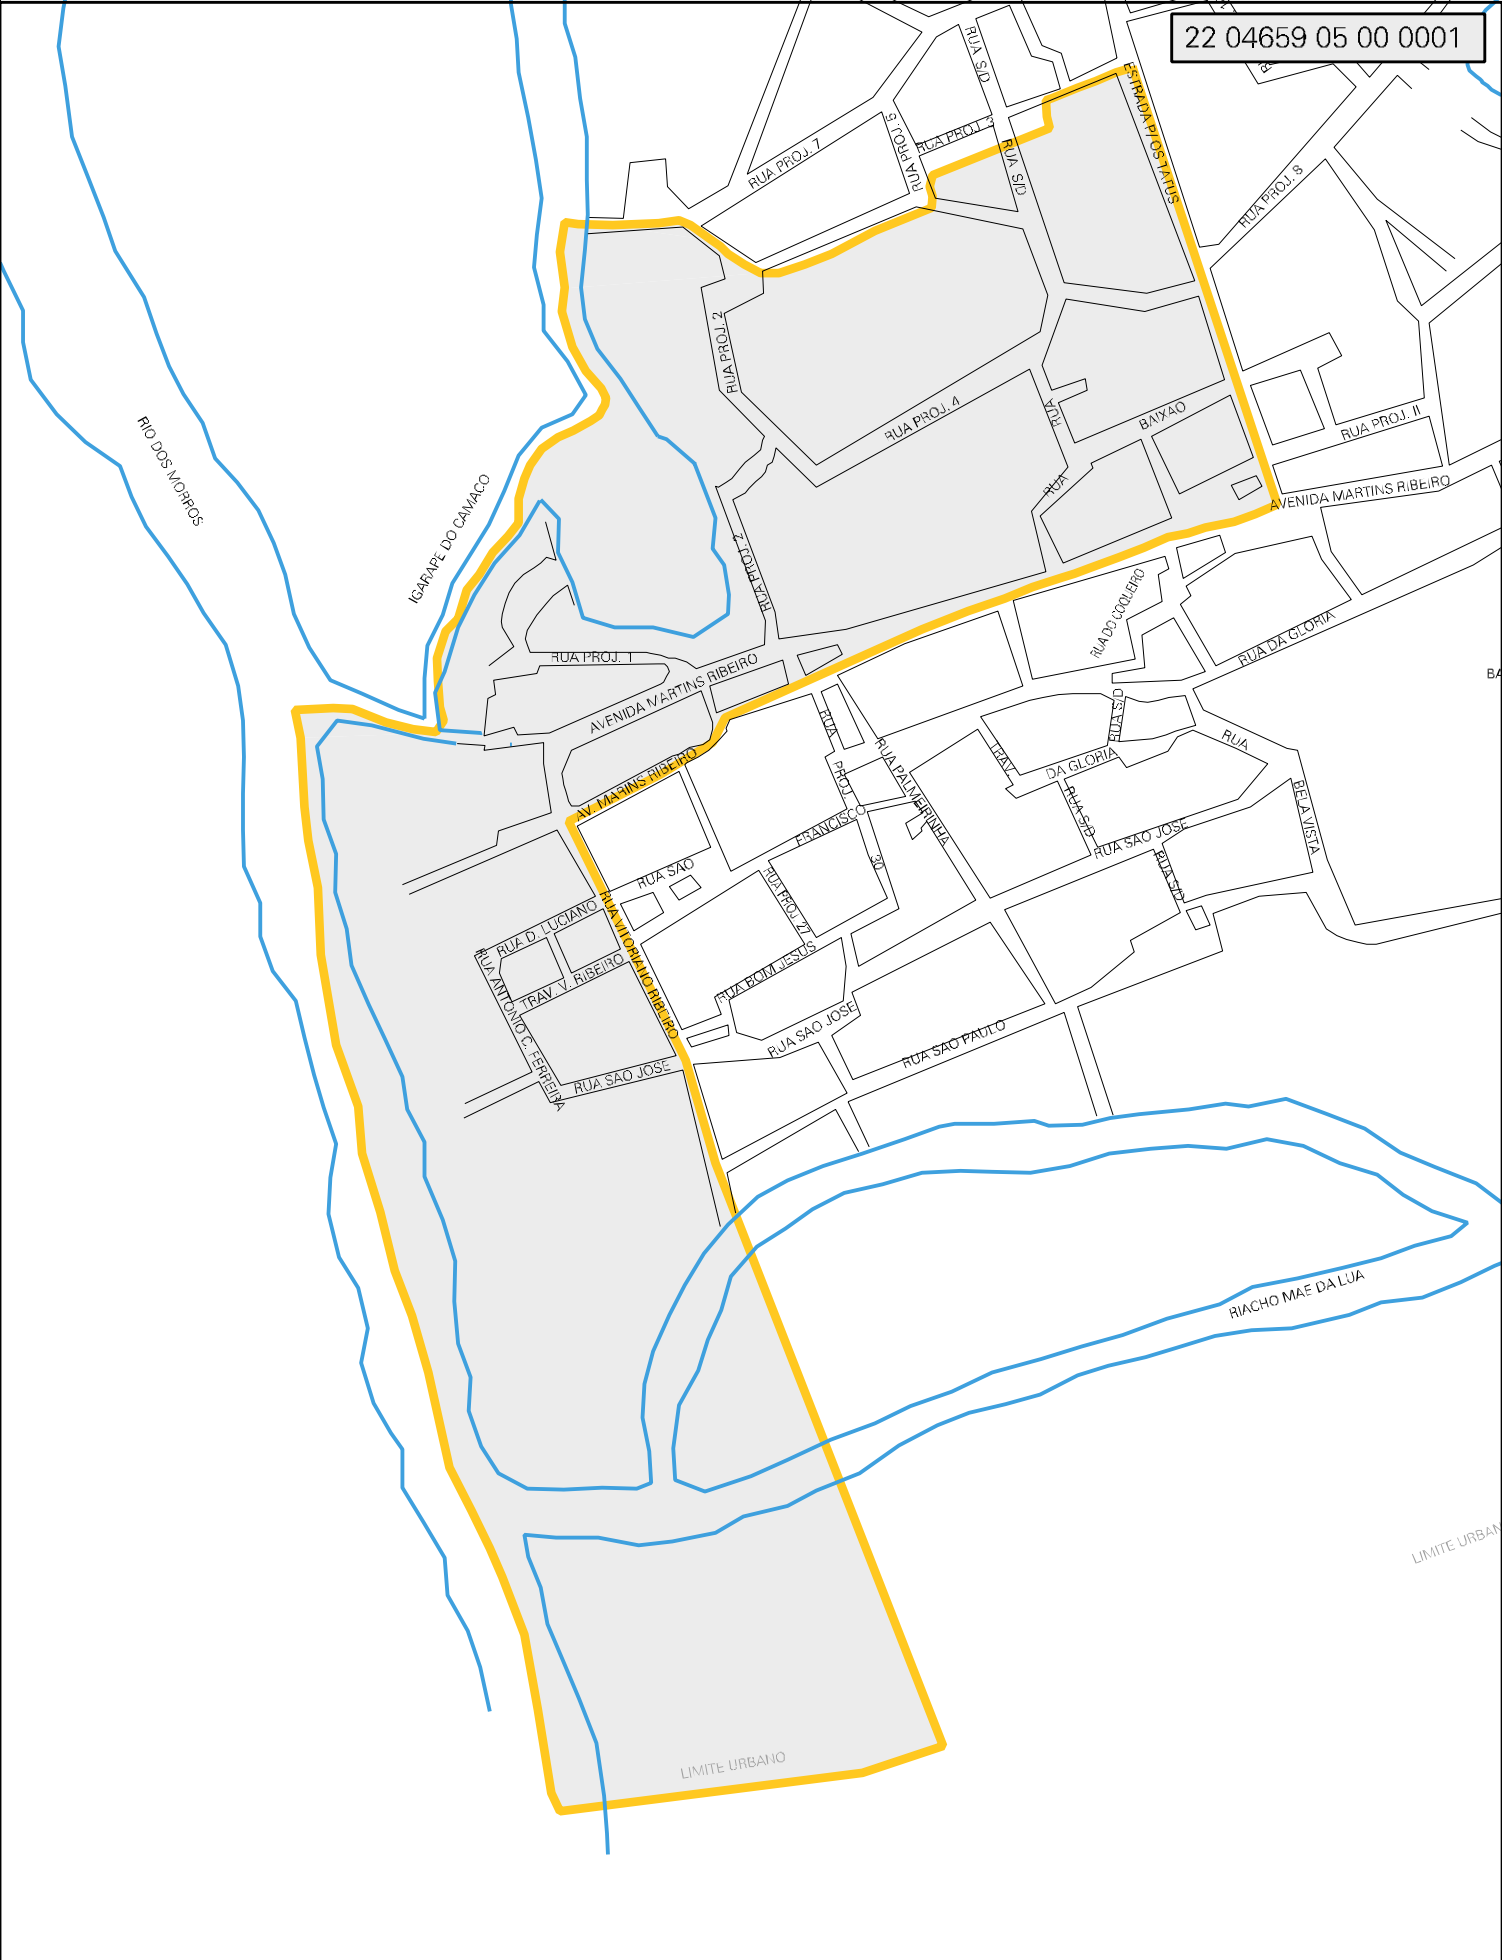 22 04659 05 00 0001
RUA S/D
ESTRADA P/ OS TATUS
RUA PROJ. 5
RUA PROJ. 3
RUA PROJ. 7
RUA S/D
RUA PROJ. 8
RUA PROJ. 2
RUA PROJ. 4
RUA
BAIXAO
RUA PROJ. II
RIO DOS MORROS
IGARAPE DO CAMACO
RUA
AVENIDA MARTINS RIBEIRO
RUA PROJ. 2
RUA DO COQUEIRO
RUA DA GLORIA
RUA PROJ. 1
AVENIDA MARTINS RIBEIRO
BA
RUA S/D
RUA
RUA
TRAV.
DA GLORIA
RUA PALMEIRINHA
AV. MARINS RIBEIRO
PROJ.
RUA S/D
BELA VISTA
FRANCISCO
RUA SAO JOSE
30
RUA SAO
RUA PROJ. 27
RUA S/D
RUA D. LUCIANO
RUA VITORIANO RIBEIRO
TRAV. V. RIBEIRO
RUA BOM JESUS
RUA ANTONIO C. FERREIRA
RUA SAO JOSE
RUA SAO PAULO
RUA SAO JOSE
RIACHO MAE DA LUA
LIMITE URBAN
LIMITE URBANO